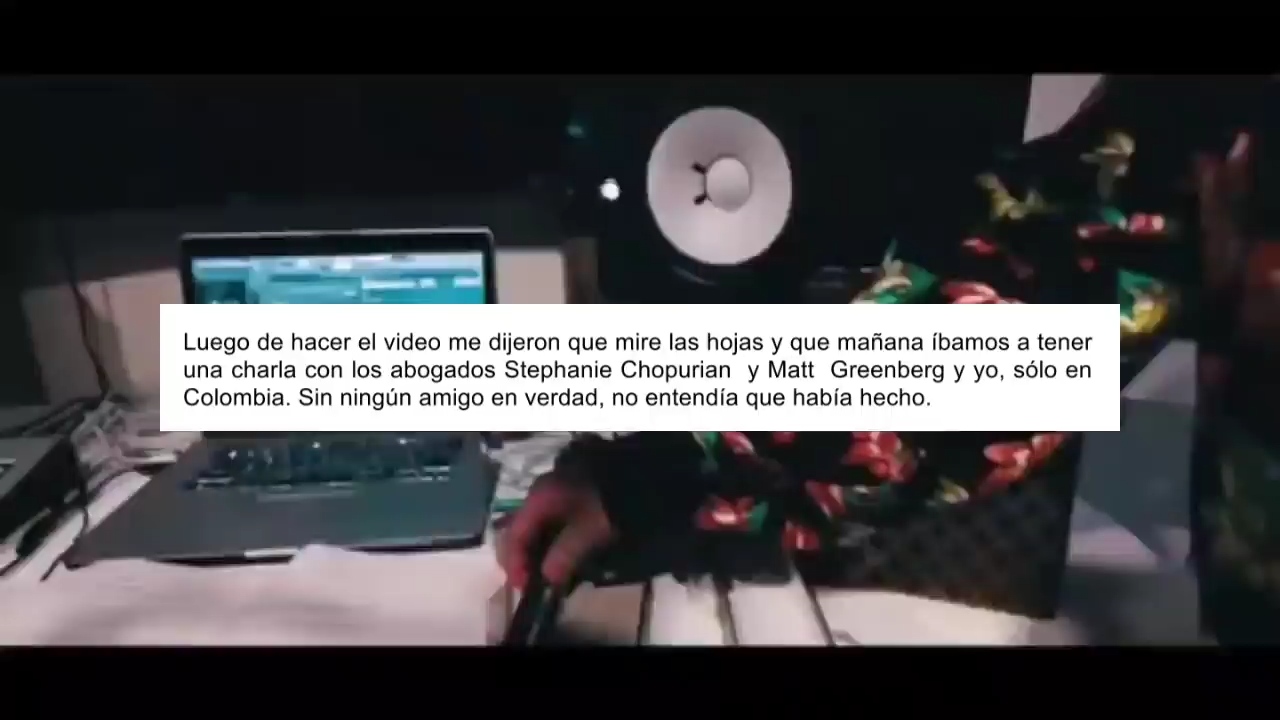 Luego de hacer el video me dijeron que mire las hojas y que mañana íbamos a tener
una charla con los abogados Stephanie Chopurian  y Matt  Greenberg y yo, sólo en
Colombia. Sin ningún amigo en verdad, no entendía que había hecho.